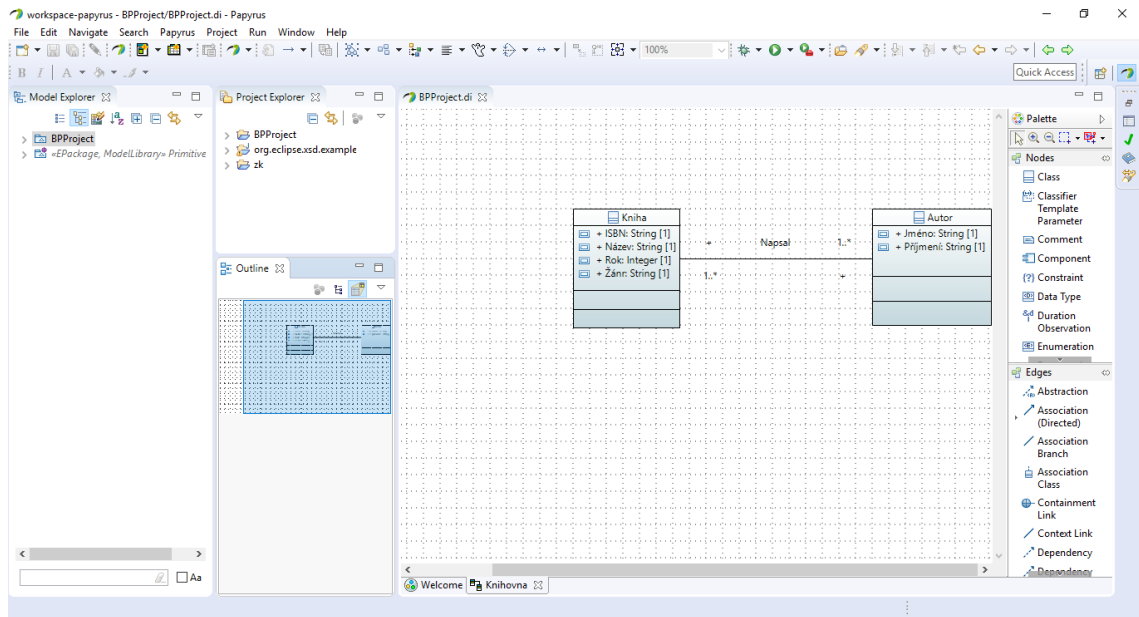 workspace-papyrus - BPProject/BPProject.di - Papyrus
File Edit Navigate Search Papyrus Project Run Window Help
100%
B I A
Quick Access
Model Explorer
BPProject
«EPackage, ModelLibrary» Primitive
Aa
Project Explorer
BPProject
org.eclipse.xsd.example
zk
Outline
BPProject.di
Kniha
+ ISBN: String [1]
+ Název: String [1]
+ Rok: Integer [1]
+ Žánr: String [1]
+ Napsal 1..*
1..* +
Autor
+ Jméno: String [1]
+ Příjmení: String [1]
Welcome Knihovna
Palette
Nodes
Class
Classifier
Template
Parameter
Comment
Component
Constraint
Data Type
Duration
Observation
Enumeration
Edges
Abstraction
Association
(Directed)
Association
Branch
Association
Class
Containment
Link
Context Link
Dependency
Dependency